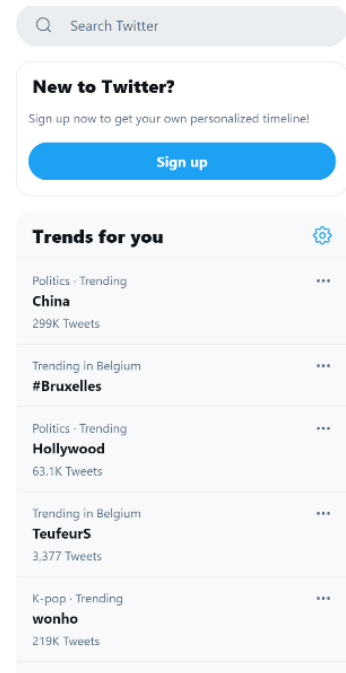 Search Twitter
New to Twitter?
Sign up now to get your own personalized timeline!
Sign up
Trends for you
Politics · Trending
China
299K Tweets
Trending in Belgium
#Bruxelles
Politics · Trending
Hollywood
63.1K Tweets
Trending in Belgium
TeufeurS
3,377 Tweets
K-pop · Trending
wonho
219K Tweets